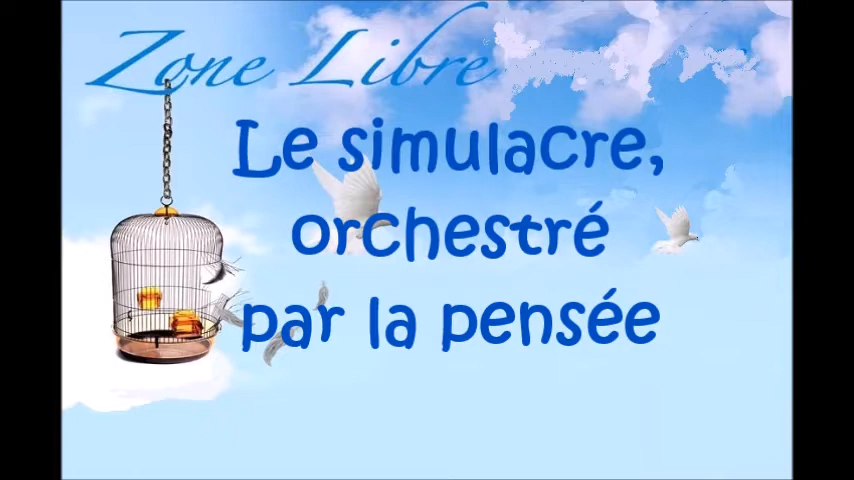 Zone Libre
Le simulacre,
orchestré
par la pensée